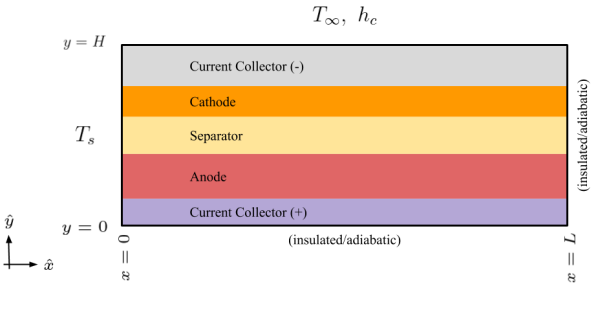 T∞, hc
y = H
Current Collector (-)
Cathode
Ts
Separator
(insulated/adiabatic)
Anode
Current Collector (+)
ŷ
y = 0
(insulated/adiabatic)
x̂
x = 0
x = L